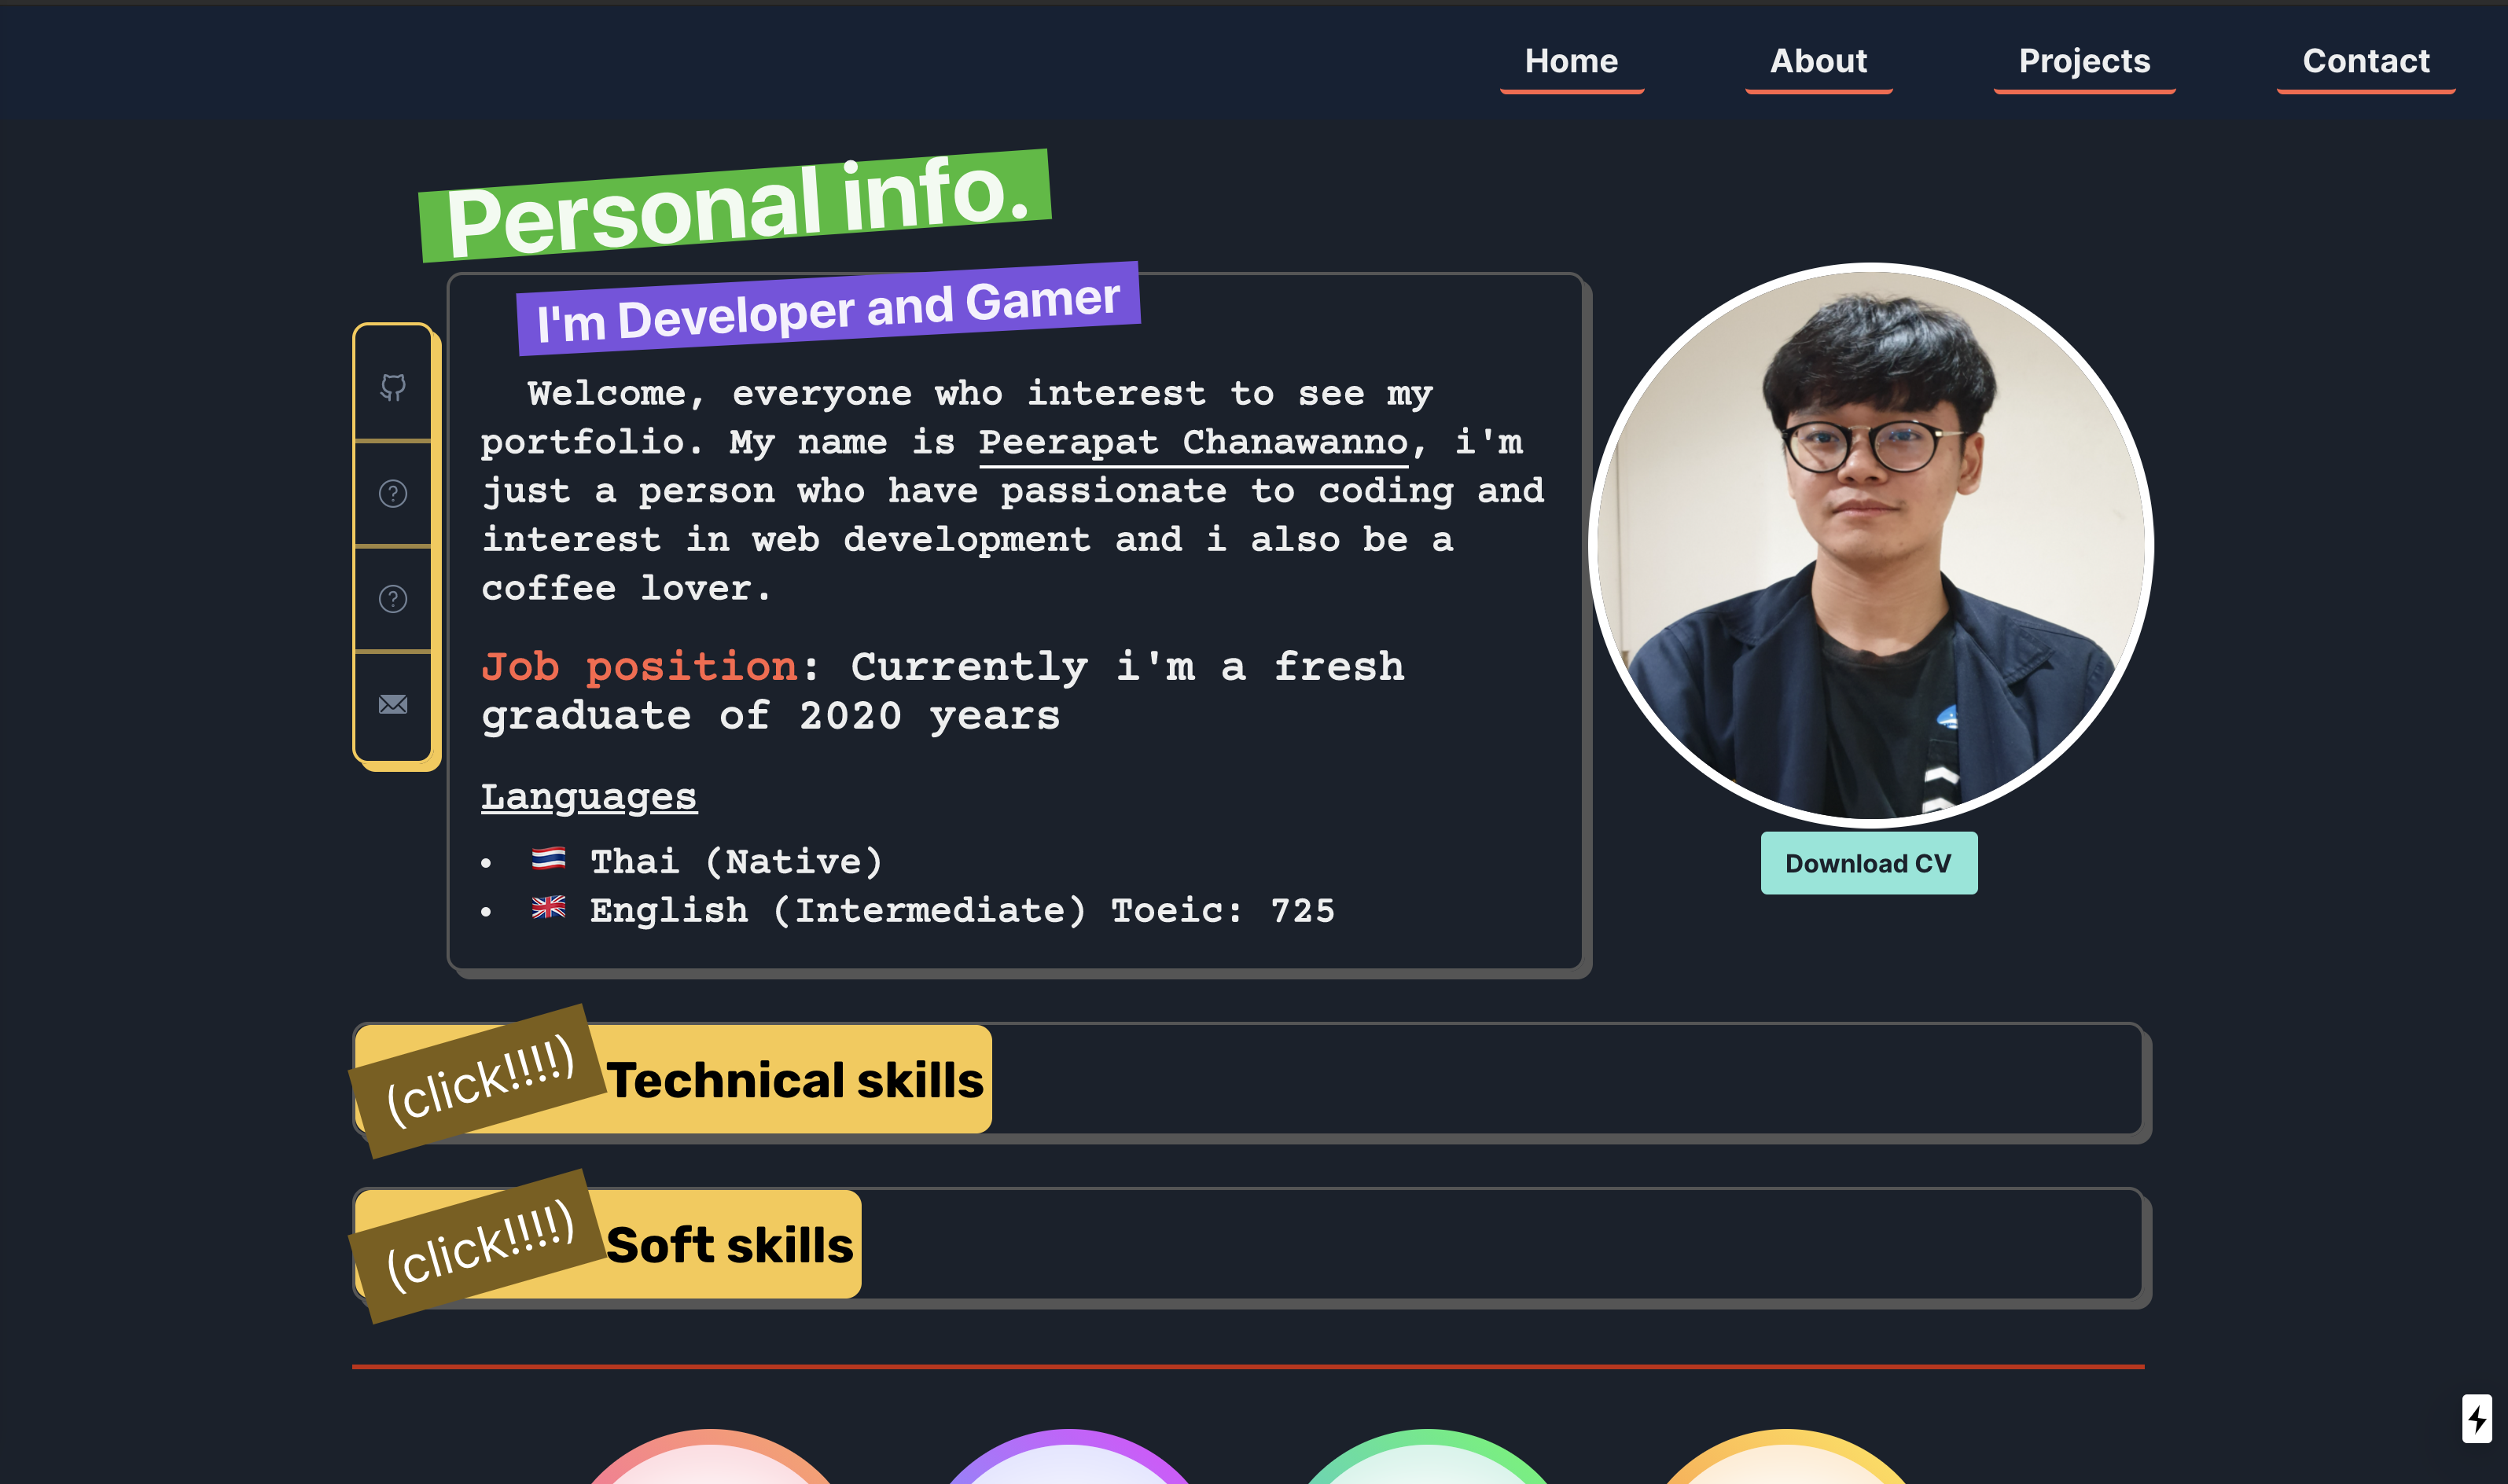 Home About Projects Contact
Personal info.
I'm Developer and Gamer
Welcome, everyone who interest to see my
portfolio. My name is Peerapat Chanawanno, i'm
just a person who have passionate to coding and
interest in web development and i also be a
coffee lover.
Job position: Currently i'm a fresh
graduate of 2020 years
Languages
• 🇹🇭 Thai (Native)
• 🇬🇧 English (Intermediate) Toeic: 725
Download CV
(click!!!!) Technical skills
(click!!!!) Soft skills